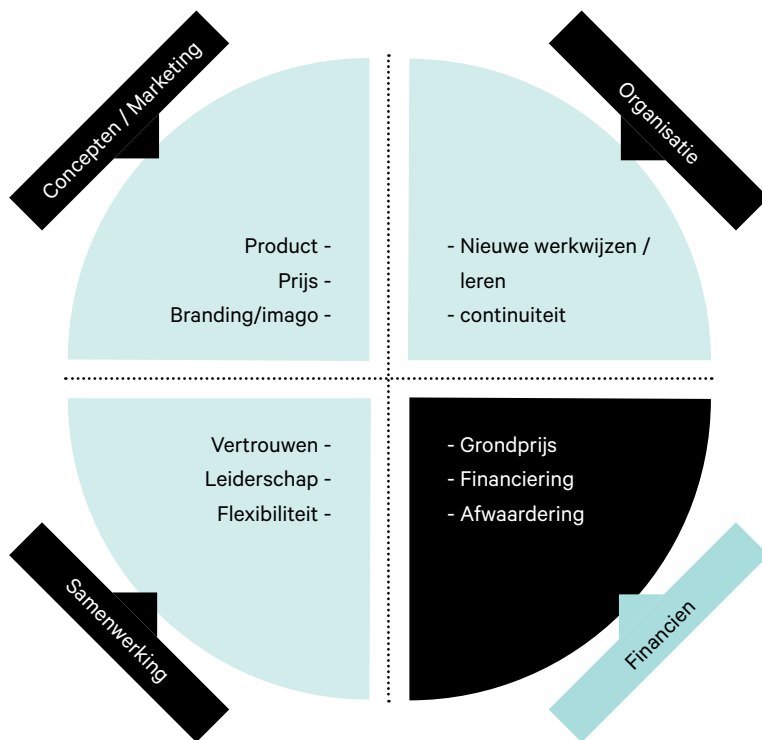 Concepten / Marketing
Organisatie
Product -
Prijs -
Branding/imago -
- Nieuwe werkwijzen /
leren
- continuiteit
Vertrouwen -
Leiderschap -
Flexibiliteit -
- Grondprijs
- Financiering
- Afwaardering
Samenwerking
Financien